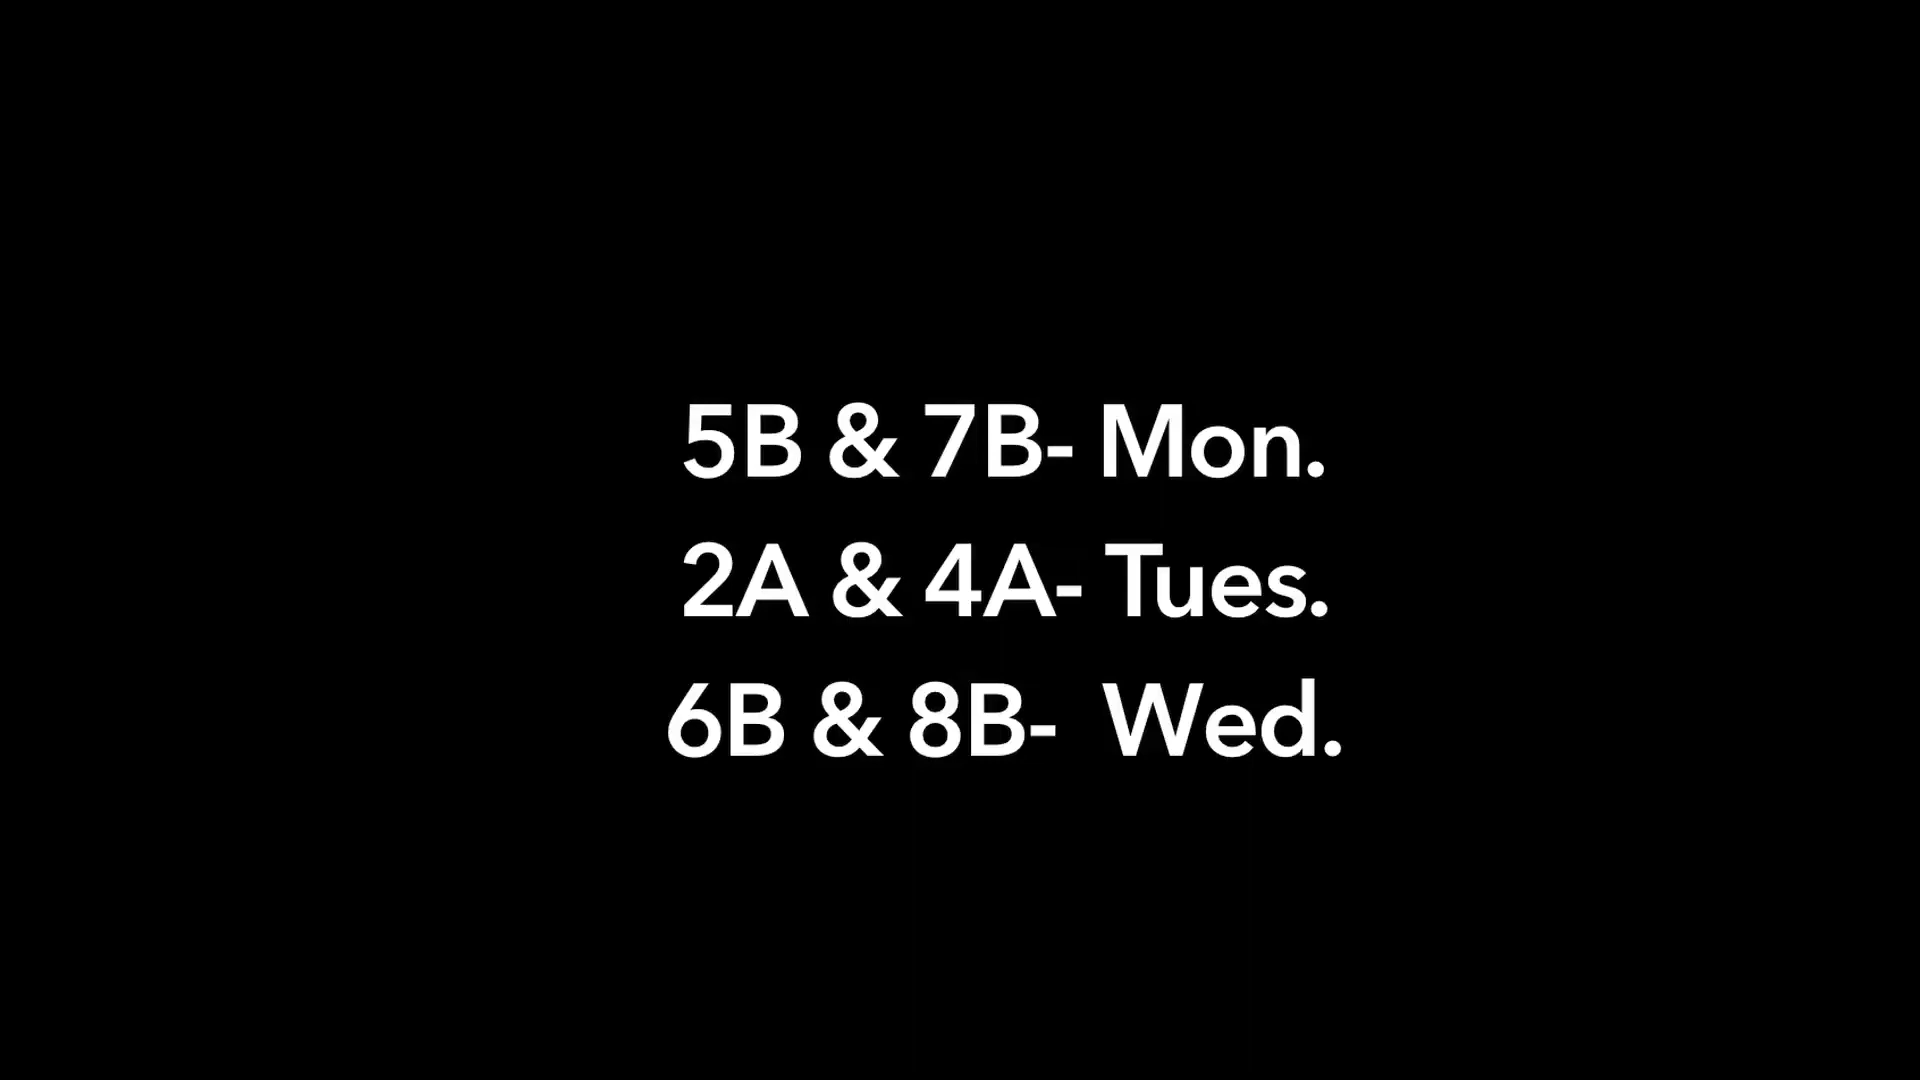 5B & 7B- Mon.
2A & 4A- Tues.
6B & 8B-  Wed.